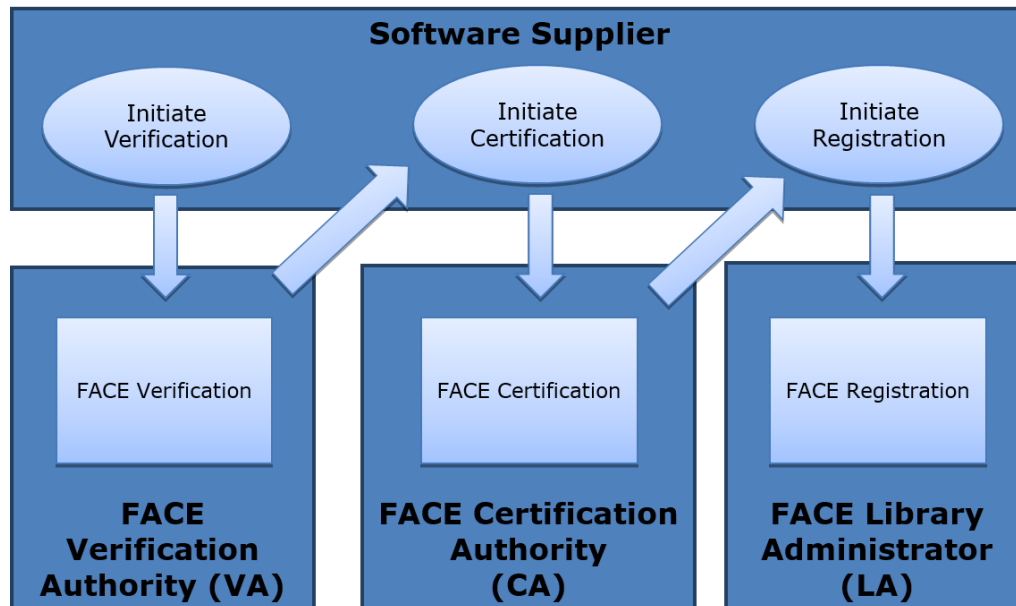 Software Supplier
Initiate
Verification
Initiate
Certification
Initiate
Registration
FACE Verification
FACE Certification
FACE Registration
FACE
Verification
Authority (VA)
FACE Certification
Authority
(CA)
FACE Library
Administrator
(LA)